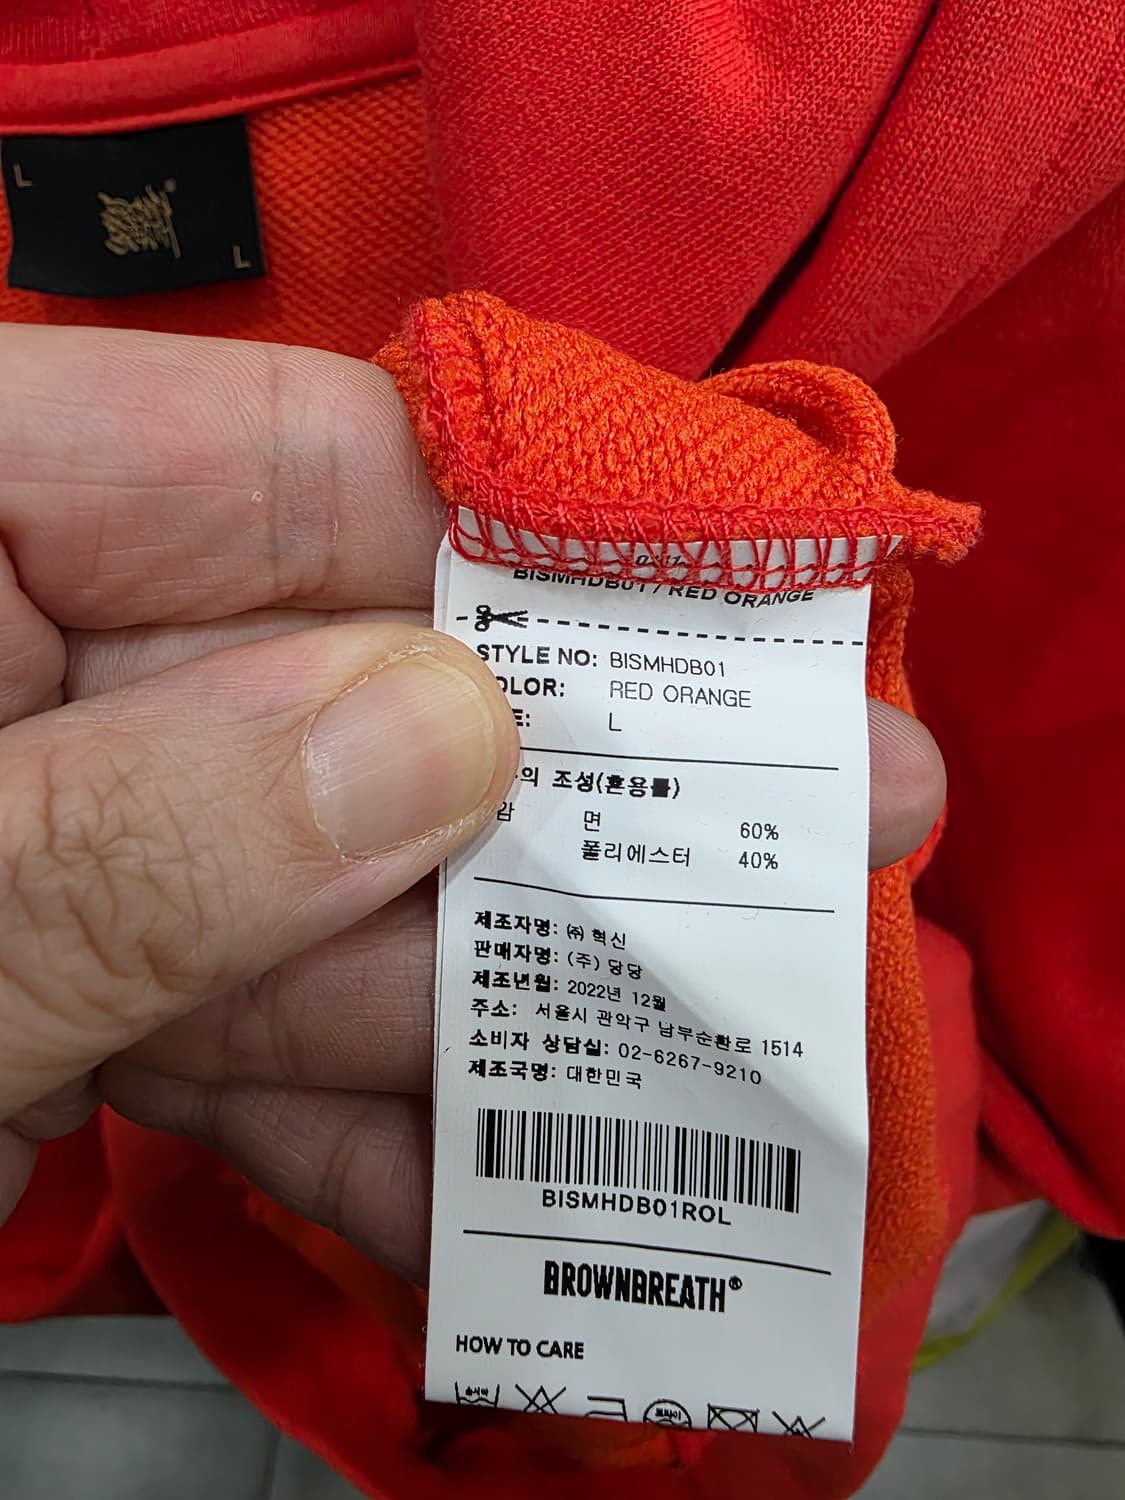 L
L
BISMHDB01 / RED ORANGE
STYLE NO: BISMHDB01
OLOR: RED ORANGE
E: L
의 조성(혼용률)
감 면 60%
폴리에스터 40%
제조자명: ㈜ 혁신
판매자명: (주) 당당
제조년월: 2022년 12월
주소: 서울시 관악구 남부순환로 1514
소비자 상담실: 02-6267-9210
제조국명: 대한민국
BISMHDB01ROL
BROWNBREATH®
HOW TO CARE